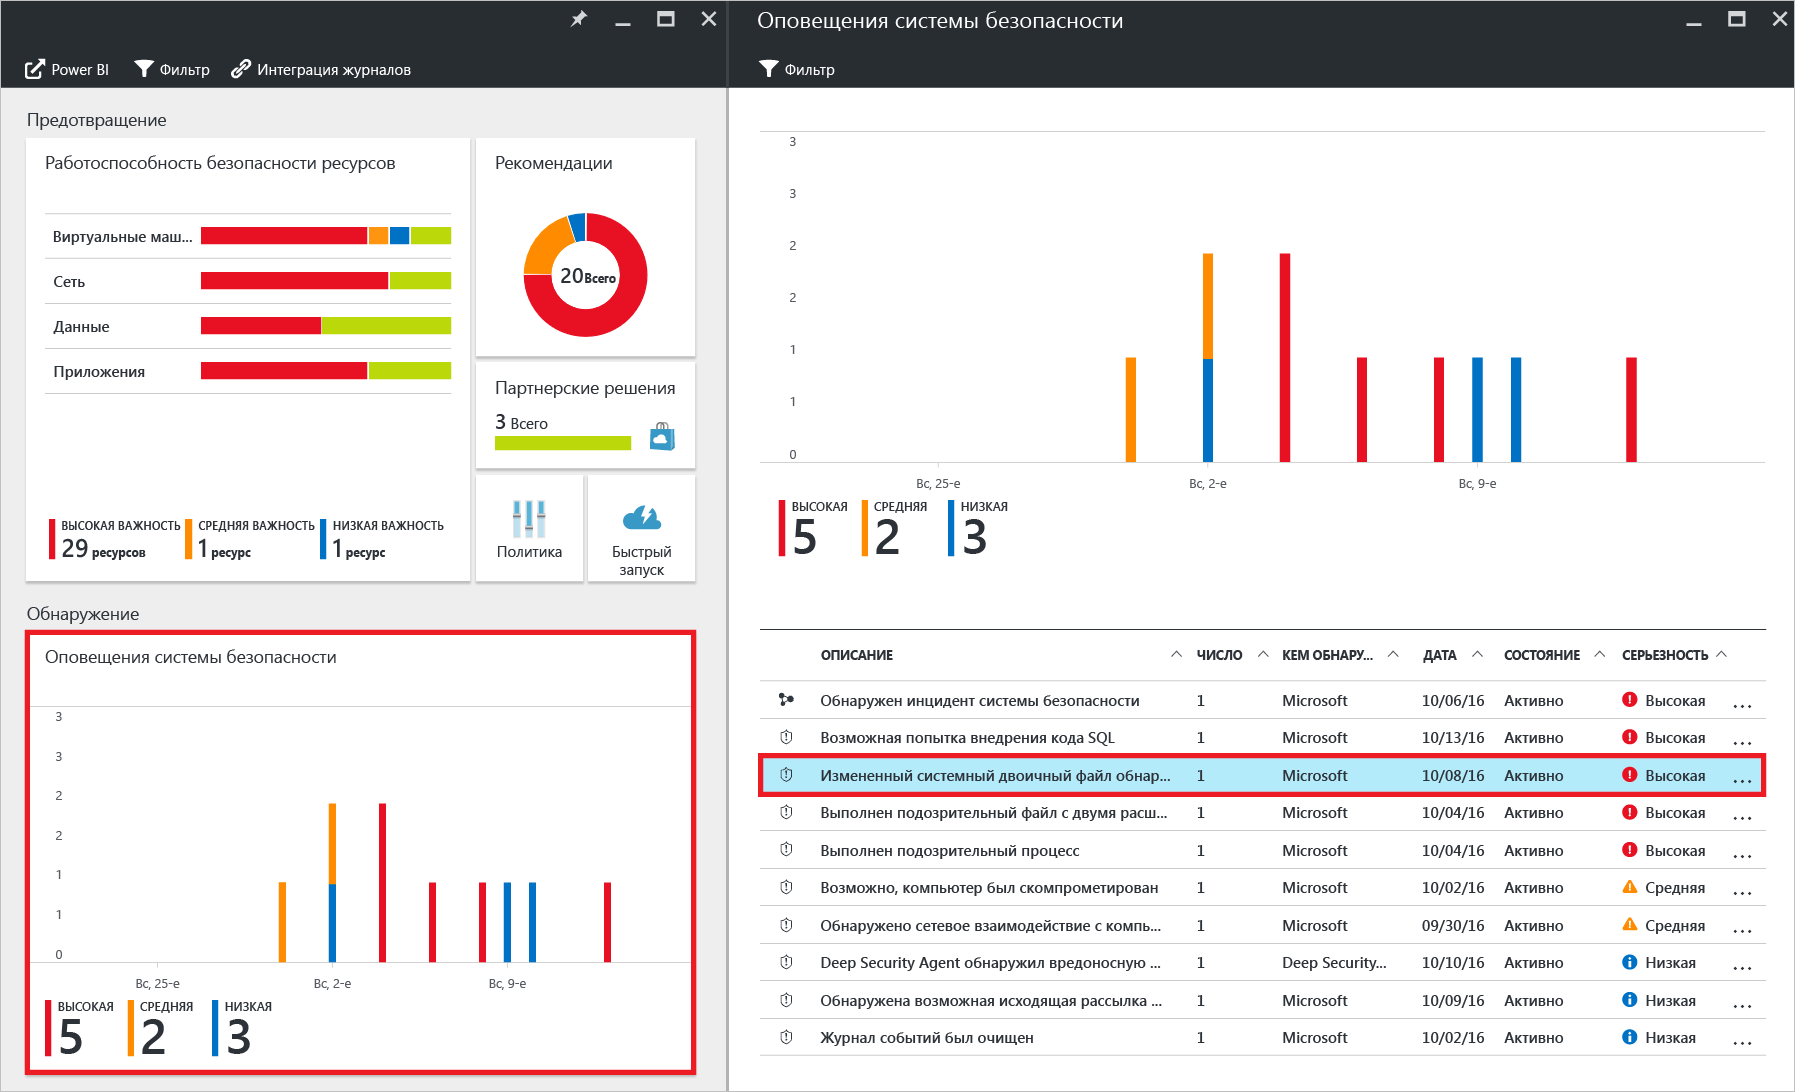 Power BI
Фильтр
Интеграция журналов
Предотвращение
Работоспособность безопасности ресурсов
Виртуальные маш...
Сеть
Данные
Приложения
ВЫСОКАЯ ВАЖНОСТЬ
29 ресурсов
СРЕДНЯЯ ВАЖНОСТЬ
1 ресурс
НИЗКАЯ ВАЖНОСТЬ
1 ресурс
Рекомендации
20 Всего
Партнерские решения
3 Всего
Политика
Быстрый
запуск
Обнаружение
Оповещения системы безопасности
3
3
2
2
1
1
0
Вс, 25-е
Вс, 2-е
Вс, 9-е
ВЫСОКАЯ
5
СРЕДНЯЯ
2
НИЗКАЯ
3
Оповещения системы безопасности
Фильтр
3
3
2
2
1
1
0
Вс, 25-е
Вс, 2-е
Вс, 9-е
ВЫСОКАЯ
5
СРЕДНЯЯ
2
НИЗКАЯ
3
ОПИСАНИЕ ЧИСЛО КЕМ ОБНАРУ... ДАТА СОСТОЯНИЕ СЕРЬЕЗНОСТЬ
Обнаружен инцидент системы безопасности 1 Microsoft 10/06/16 Активно Высокая ...
Возможная попытка внедрения кода SQL 1 Microsoft 10/13/16 Активно Высокая ...
Измененный системный двоичный файл обнар... 1 Microsoft 10/08/16 Активно Высокая ...
Выполнен подозрительный файл с двумя расш... 1 Microsoft 10/04/16 Активно Высокая ...
Выполнен подозрительный процесс 1 Microsoft 10/04/16 Активно Высокая ...
Возможно, компьютер был скомпрометирован 1 Microsoft 10/02/16 Активно Средняя ...
Обнаружено сетевое взаимодействие с компь... 1 Microsoft 09/30/16 Активно Средняя ...
Deep Security Agent обнаружил вредоносную ... 1 Deep Security... 10/10/16 Активно Низкая ...
Обнаружена возможная исходящая рассылка ... 1 Microsoft 10/09/16 Активно Низкая ...
Журнал событий был очищен 1 Microsoft 10/02/16 Активно Низкая ...